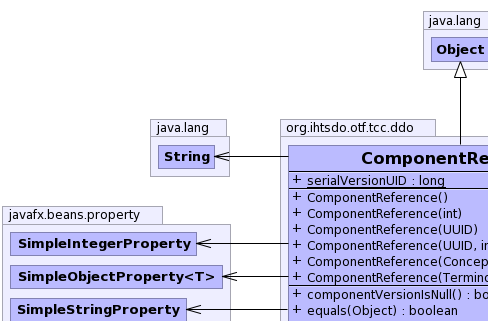 java.lang
Object
java.lang
String
org.ihtsdo.otf.tcc.ddo
ComponentRe
+ serialVersionUID : long
+ ComponentReference()
+ ComponentReference(int)
+ ComponentReference(UUID)
+ ComponentReference(UUID, in
+ ComponentReference(Concep
+ ComponentReference(Termino
+ componentVersionIsNull() : bo
+ equals(Object) : boolean
javafx.beans.property
SimpleIntegerProperty
SimpleObjectProperty<T>
SimpleStringProperty